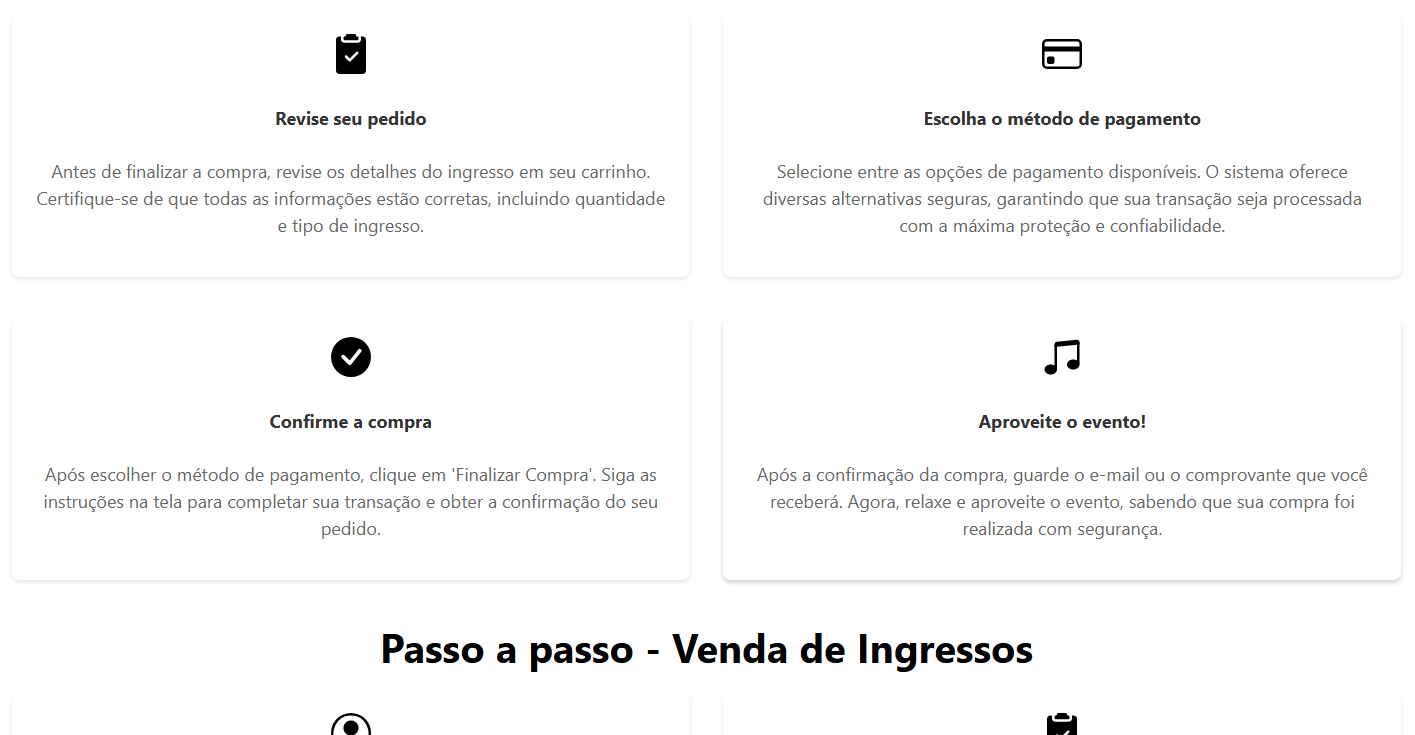 Revise seu pedido
Antes de finalizar a compra, revise os detalhes do ingresso em seu carrinho.
Certifique-se de que todas as informações estão corretas, incluindo quantidade
e tipo de ingresso.
Escolha o método de pagamento
Selecione entre as opções de pagamento disponíveis. O sistema oferece
diversas alternativas seguras, garantindo que sua transação seja processada
com a máxima proteção e confiabilidade.
Confirme a compra
Após escolher o método de pagamento, clique em 'Finalizar Compra'. Siga as
instruções na tela para completar sua transação e obter a confirmação do seu
pedido.
Aproveite o evento!
Após a confirmação da compra, guarde o e-mail ou o comprovante que você
receberá. Agora, relaxe e aproveite o evento, sabendo que sua compra foi
realizada com segurança.
Passo a passo - Venda de Ingressos